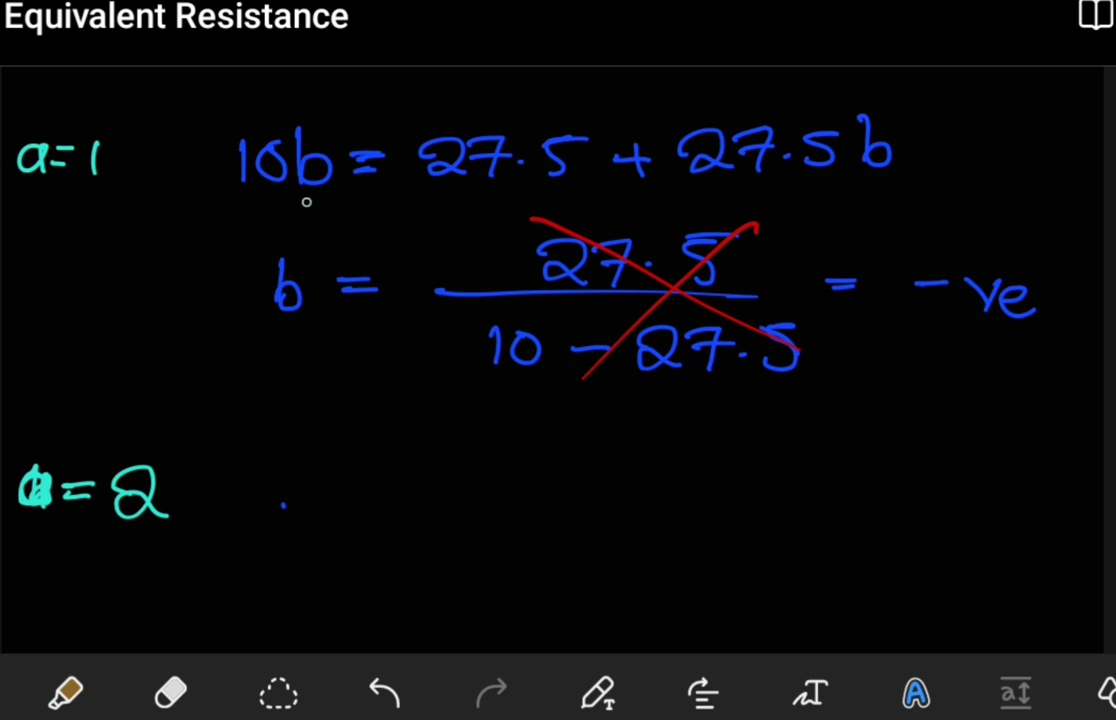 Equivalent Resistance
a=1
10b = 27.5 + 27.5b
b = 27.5 / 10 - 27.5 = -ve
= 2
T
T
A
a